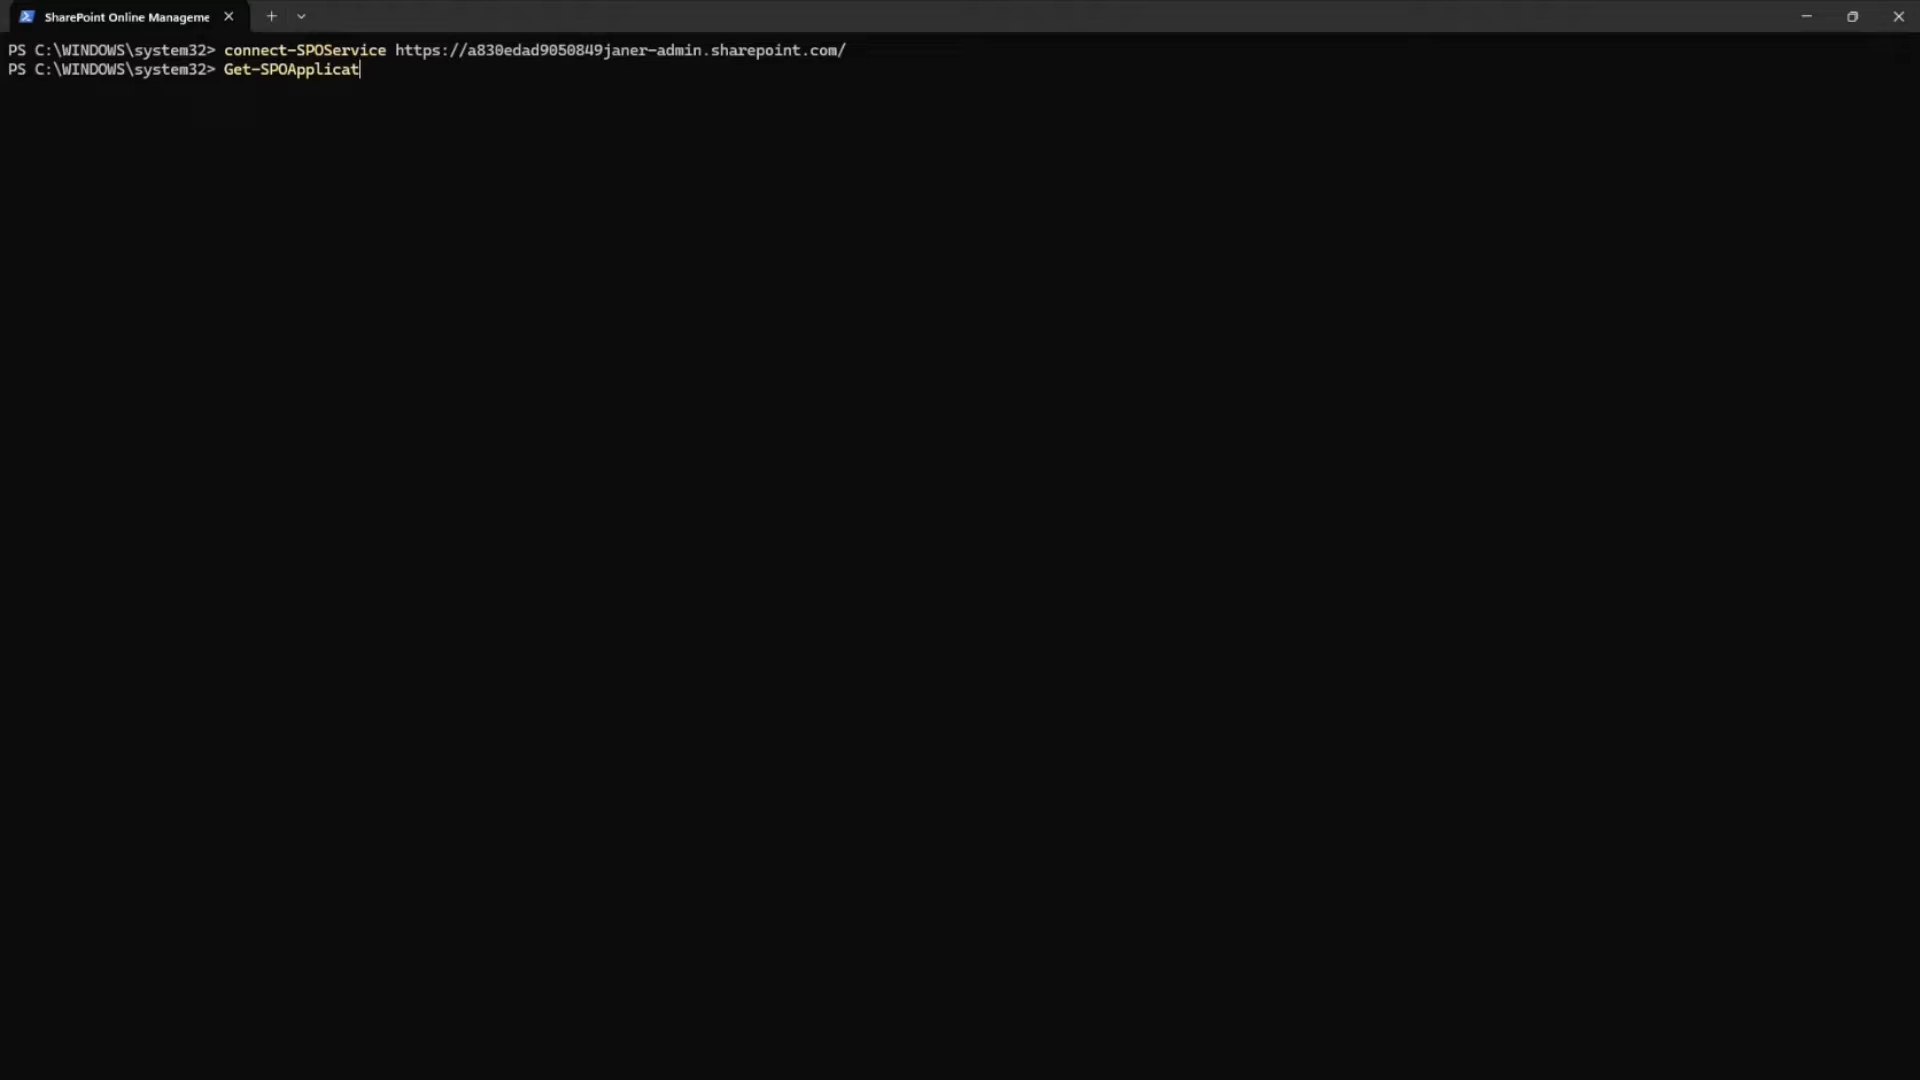 SharePoint Online Manageme
PS C:\WINDOWS\system32> connect-SPOService https://a830edad9050849janer-admin.sharepoint.com/
PS C:\WINDOWS\system32> Get-SPOApplicat